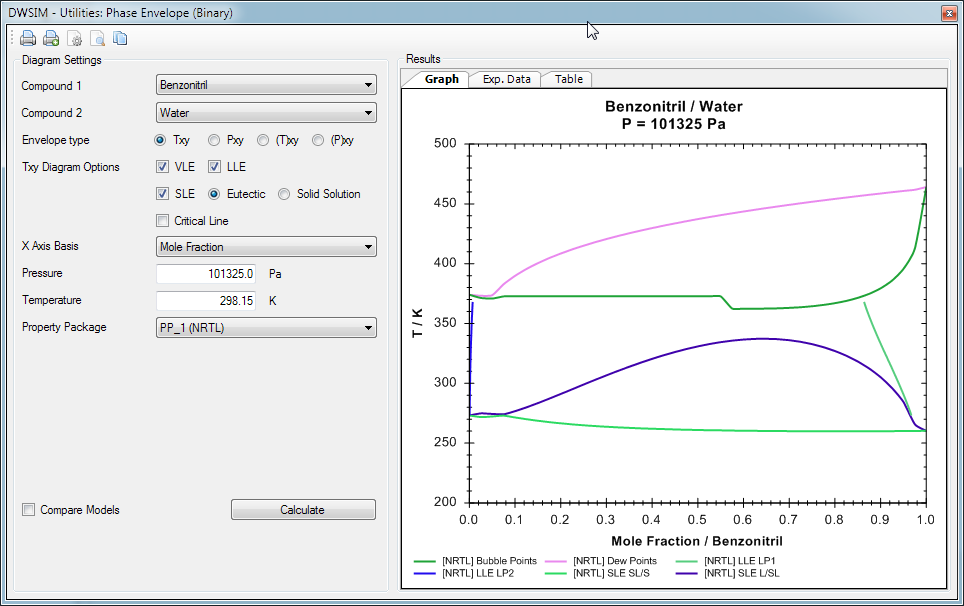 DWSIM - Utilities: Phase Envelope (Binary)
Diagram Settings
Compound 1
Benzonitril
Compound 2
Water
Envelope type
Txy
Pxy
(T)xy
(P)xy
Txy Diagram Options
VLE
LLE
SLE
Eutectic
Solid Solution
Critical Line
X Axis Basis
Mole Fraction
Pressure
101325.0
Pa
Temperature
298.15
K
Property Package
PP_1 (NRTL)
Compare Models
Calculate
Results
Graph
Exp. Data
Table
Benzonitril / Water
P = 101325 Pa
500
450
400
350
300
250
200
T / K
0.0 0.1 0.2 0.3 0.4 0.5 0.6 0.7 0.8 0.9 1.0
Mole Fraction / Benzonitril
[NRTL] Bubble Points [NRTL] Dew Points [NRTL] LLE LP1
[NRTL] LLE LP2 [NRTL] SLE SL/S [NRTL] SLE L/SL